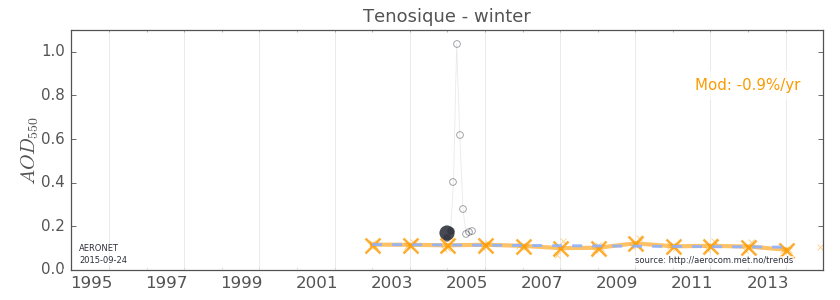 Tenosique - winter
1.0
Mod: -0.9%/yr
0.8
0.6
AOD550
0.4
0.2
AERONET
2015-09-24
source: http://aerocom.met.no/trends
0.0
1995 1997 1999 2001 2003 2005 2007 2009 2011 2013